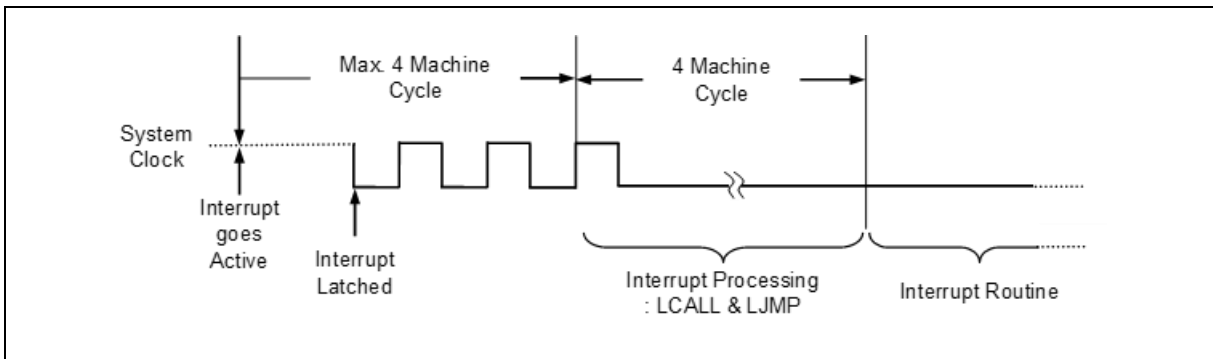 Max. 4 Machine
Cycle
4 Machine
Cycle
System
Clock
Interrupt
goes
Active
Interrupt
Latched
Interrupt Processing
: LCALL & LJMP
Interrupt Routine